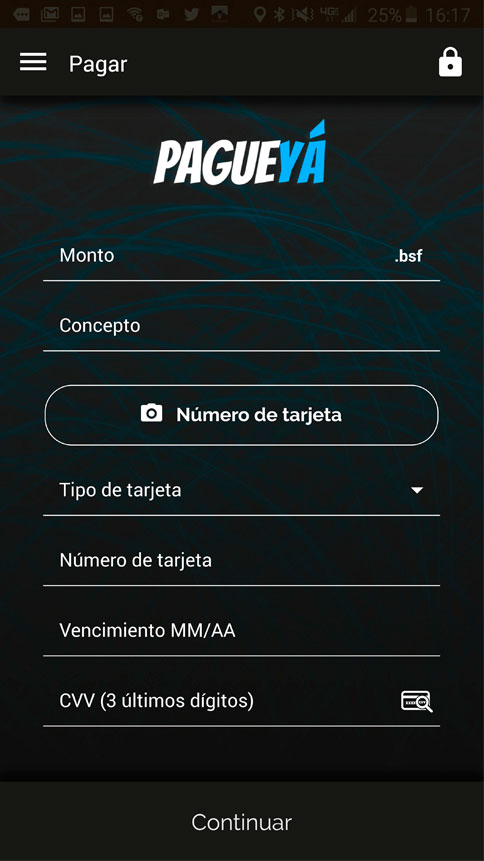 4G
25% 16:17
Pagar
PAGUEYÁ
Monto .bsf
Concepto
Número de tarjeta
Tipo de tarjeta
Número de tarjeta
Vencimiento MM/AA
CVV (3 últimos dígitos)
Continuar